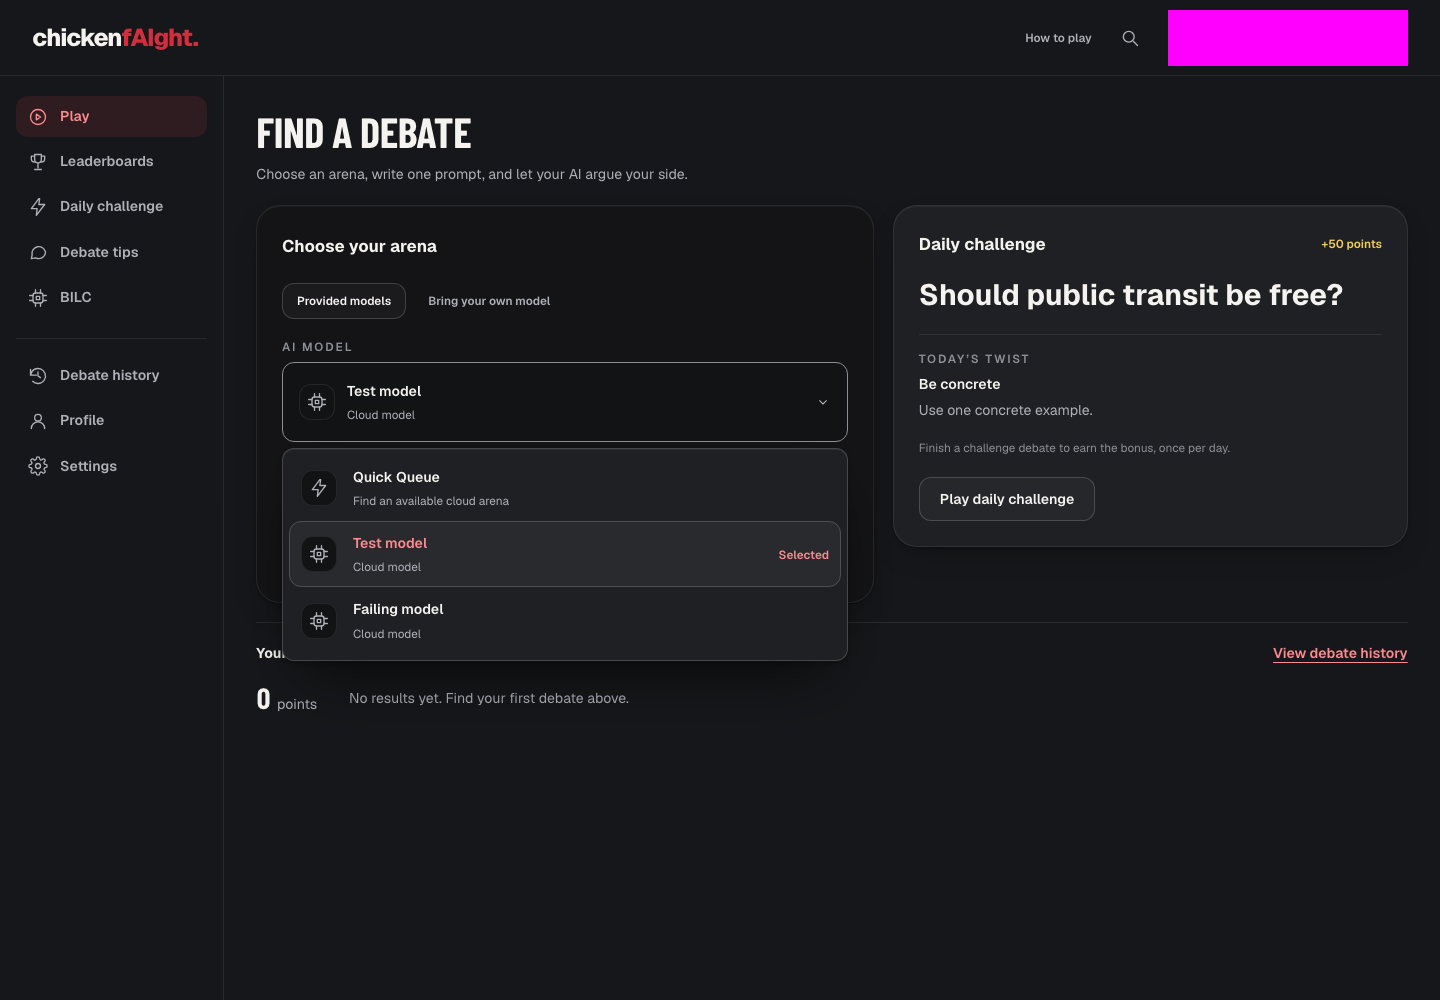 chickenfAIght.
How to play
Play
Leaderboards
Daily challenge
Debate tips
BILC
Debate history
Profile
Settings
FIND A DEBATE
Choose an arena, write one prompt, and let your AI argue your side.
Choose your arena
Provided models
Bring your own model
AI MODEL
Test model
Cloud model
Quick Queue
Find an available cloud arena
Test model
Cloud model
Selected
Failing model
Cloud model
Daily challenge
+50 points
Should public transit be free?
TODAY'S TWIST
Be concrete
Use one concrete example.
Finish a challenge debate to earn the bonus, once per day.
Play daily challenge
View debate history
0 points
No results yet. Find your first debate above.